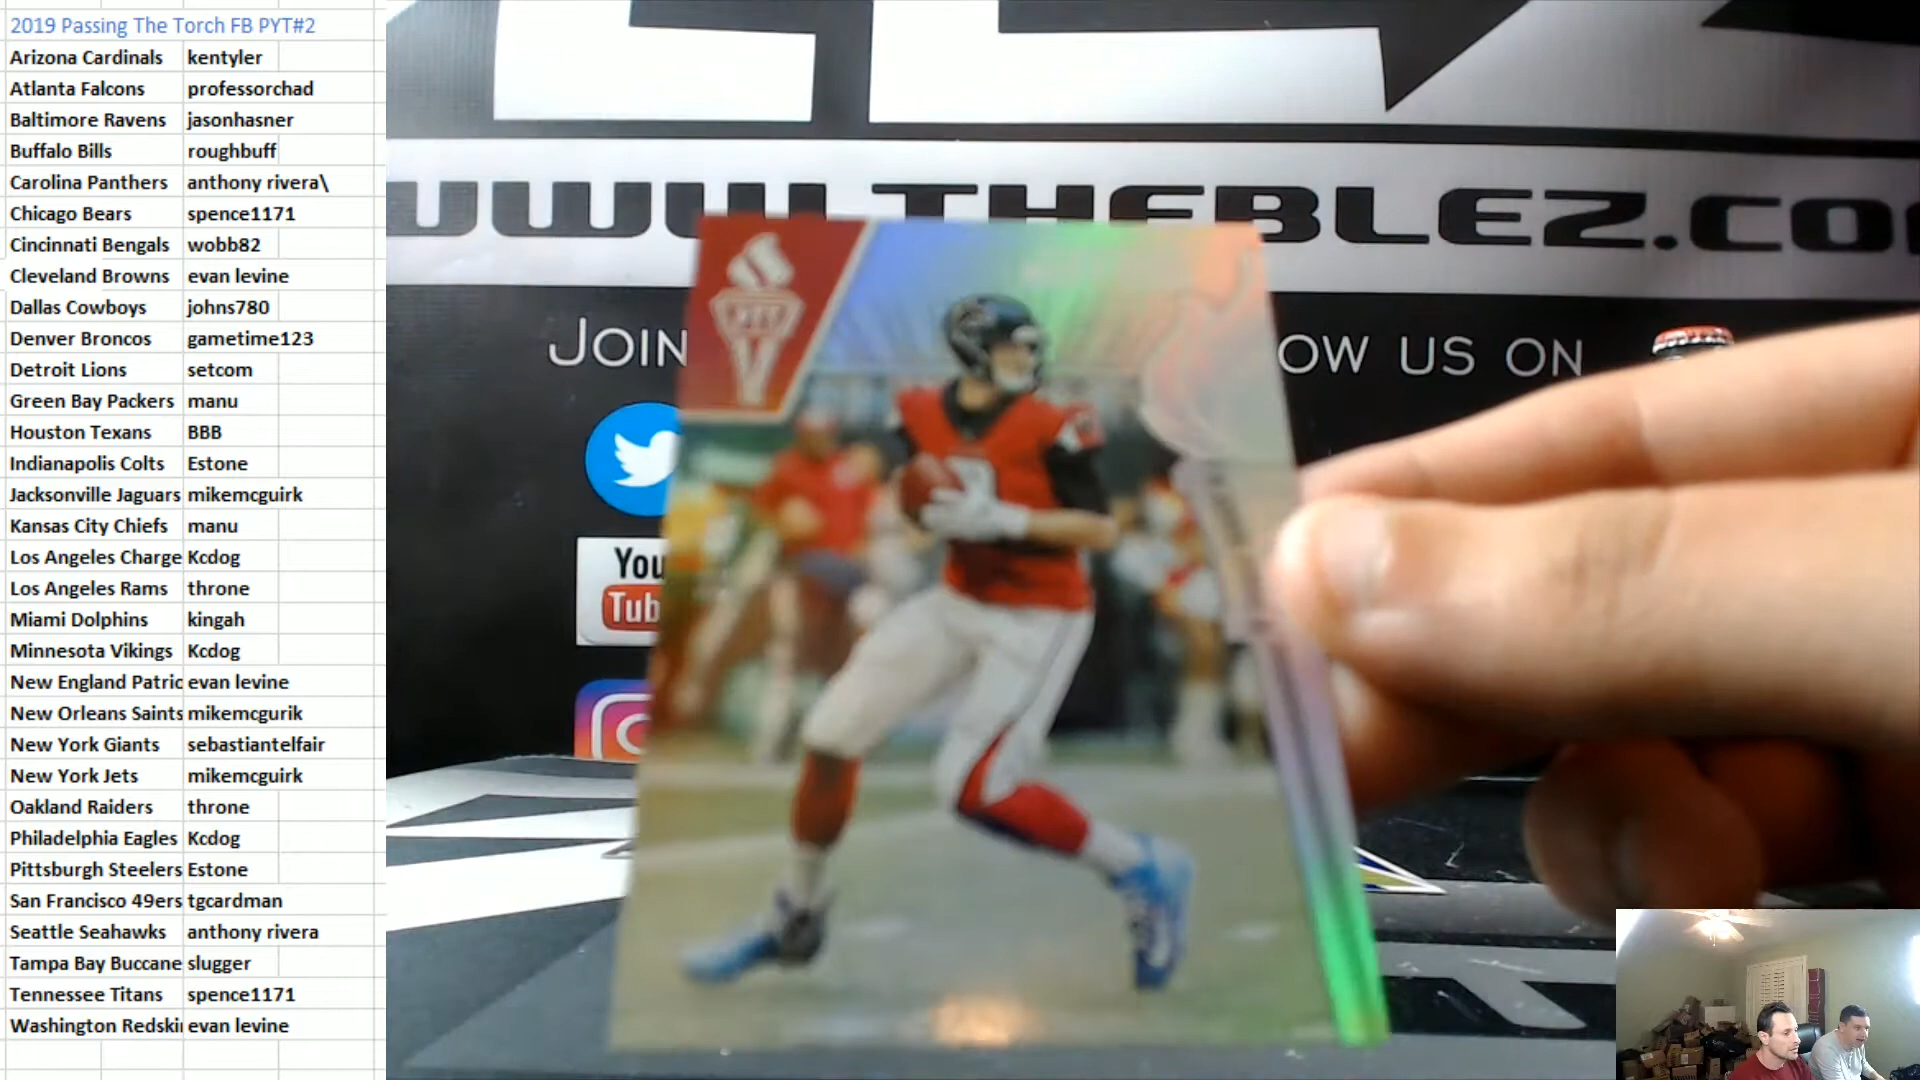 2019 Passing The Torch FB PYT#2
Arizona Cardinals kentyler
Atlanta Falcons professorchad
Baltimore Ravens jasonhasner
Buffalo Bills roughbuff
Carolina Panthers anthony rivera\
Chicago Bears spence1171
Cincinnati Bengals wobb82
Cleveland Browns evan levine
Dallas Cowboys johns780
Denver Broncos gametime123
Detroit Lions setcom
Green Bay Packers manu
Houston Texans BBB
Indianapolis Colts Estone
Jacksonville Jaguars mikemcguirk
Kansas City Chiefs manu
Los Angeles Charge Kcdog
Los Angeles Rams throne
Miami Dolphins kingah
Minnesota Vikings Kcdog
New England Patric evan levine
New Orleans Saints mikemcgurik
New York Giants sebastiantelfair
New York Jets mikemcguirk
Oakland Raiders throne
Philadelphia Eagles Kcdog
Pittsburgh Steelers Estone
San Francisco 49ers tgcardman
Seattle Seahawks anthony rivera
Tampa Bay Buccane slugger
Tennessee Titans spence1171
Washington Redskin evan levine
WWW.THEBLEZ.CO
JOIN OW US ON
You
Tub